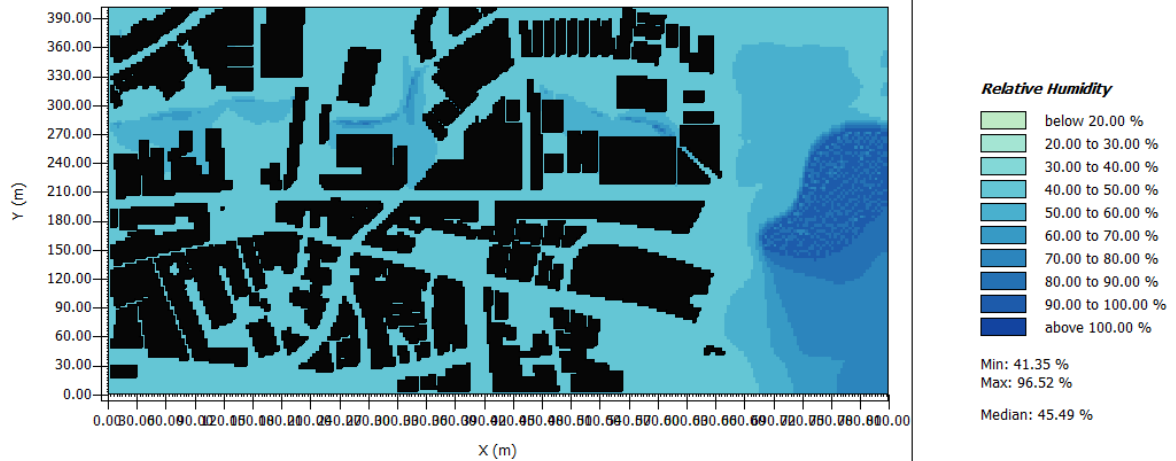 390.00
360.00
330.00
300.00
270.00
240.00
210.00
180.00
150.00
120.00
90.00
60.00
30.00
0.00
Y (m)
X (m)
Relative Humidity
below 20.00 %
20.00 to 30.00 %
30.00 to 40.00 %
40.00 to 50.00 %
50.00 to 60.00 %
60.00 to 70.00 %
70.00 to 80.00 %
80.00 to 90.00 %
90.00 to 100.00 %
above 100.00 %
Min: 41.35 %
Max: 96.52 %
Median: 45.49 %